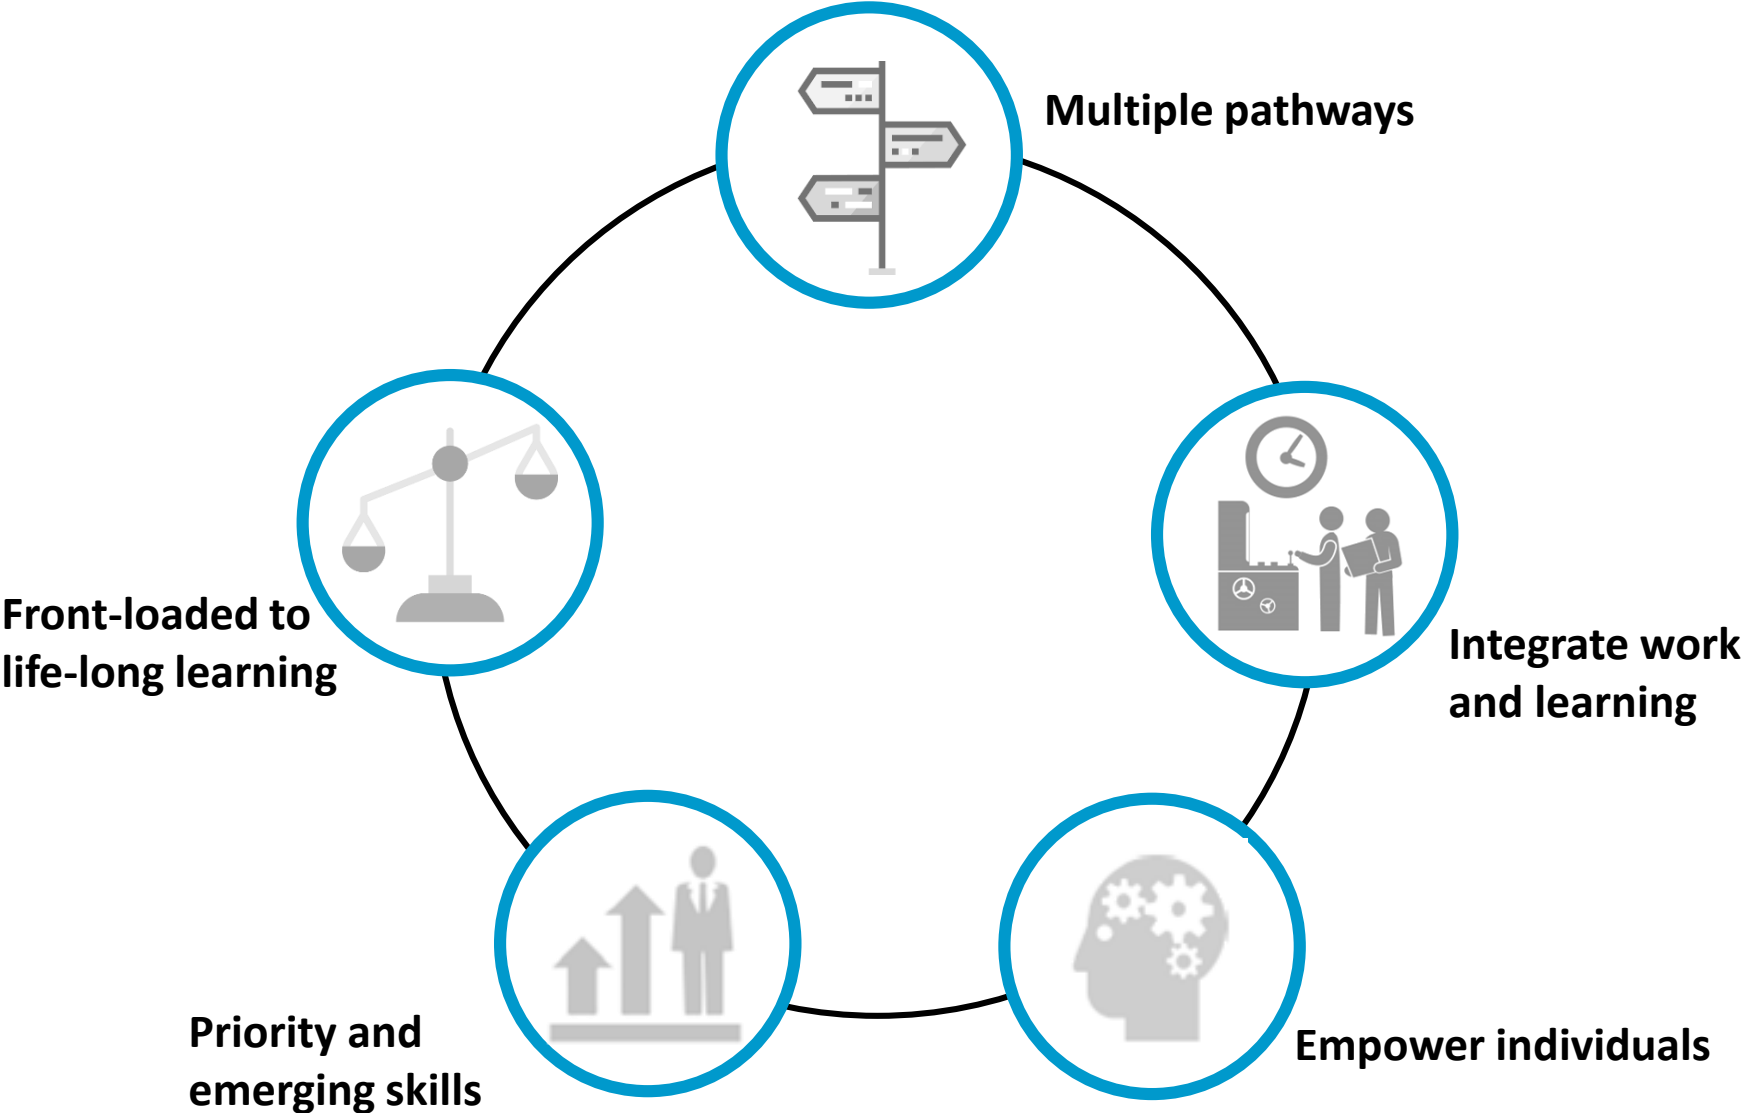 Multiple pathways
Integrate work
and learning
Empower individuals
Priority and
emerging skills
Front-loaded to
life-long learning